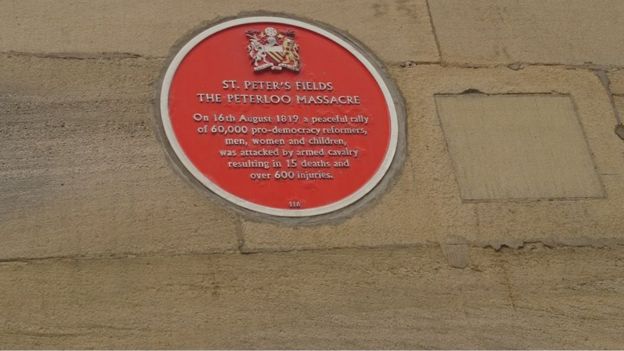 ST. PETER'S FIELDS
THE PETERLOO MASSACRE
On 16th August 1819 a peaceful rally
of 60,000 pro-democracy reformers,
men, women and children,
was attacked by armed cavalry
resulting in 15 deaths and
over 600 injuries.